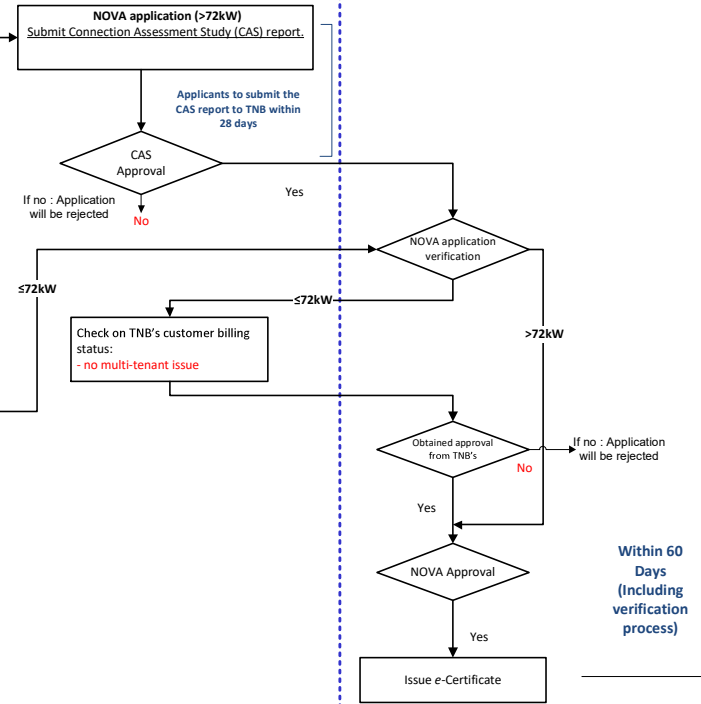 NOVA application (>72kW)
Submit Connection Assessment Study (CAS) report.
Applicants to submit the
CAS report to TNB within
28 days
CAS
Approval
Yes
If no : Application
will be rejected
No
NOVA application
verification
≤72kW
≤72kW
>72kW
Check on TNB's customer billing
status:
- no multi-tenant issue
Obtained approval
from TNB's
If no : Application
will be rejected
No
Yes
NOVA Approval
Within 60
Days
(Including
verification
process)
Yes
Issue e-Certificate